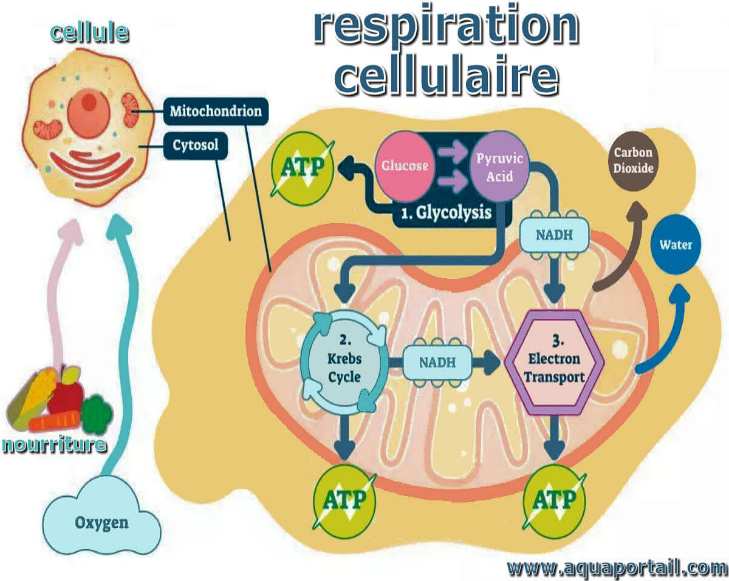 cellule
respiration
cellulaire
Mitochondrion
Cytosol
ATP
Glucose
Pyruvic
Acid
1. Glycolysis
Carbon
Dioxide
NADH
Water
2.
Krebs
Cycle
NADH
3.
Electron
Transport
nourriture
ATP
ATP
Oxygen
www.aquaportail.com